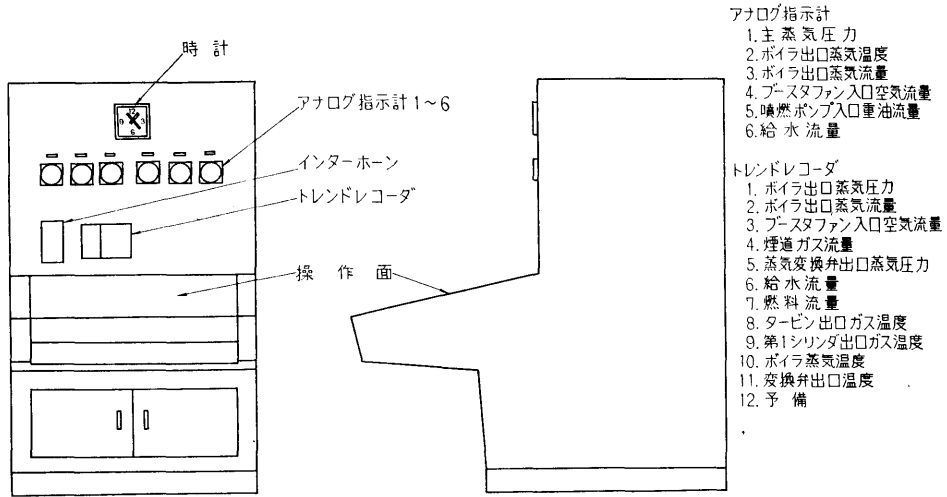 時計
アナログ指示計1～6
インターホーン
トレンドレコーダ
操作面
アナログ指示計
1. 主蒸気圧力
2. ボイラ出口蒸気温度
3. ボイラ出口蒸気流量
4. ブースタファン入口空気流量
5. 噴燃ポンプ入口重油流量
6. 給水流量
トレンドレコーダ
1. ボイラ出口蒸気圧力
2. ボイラ出口蒸気流量
3. ブースタファン入口空気流量
4. 煙道ガス流量
5. 蒸気変換弁出口蒸気圧力
6. 給水流量
7. 燃料流量
8. タービン出口ガス温度
9. 第1シリンダ出口ガス温度
10. ボイラ蒸気温度
11. 変換弁出口温度
12. 予備
12
9 3
6